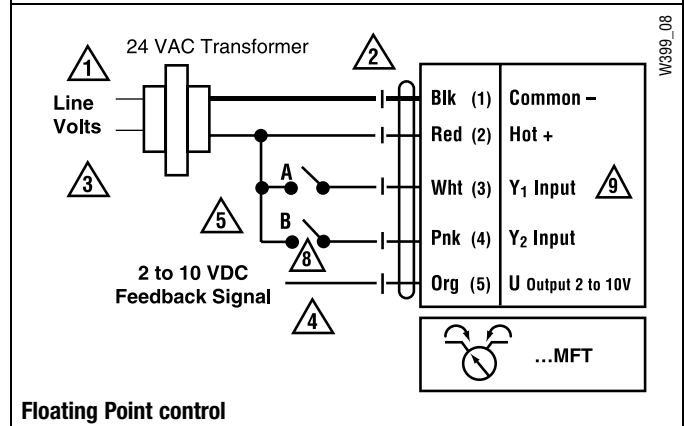 W399_08
24 VAC Transformer
1
2
Line
Volts
3
Blk (1) Common –
Red (2) Hot +
A
Wht (3) Y₁ Input
9
5
B
8
Pnk (4) Y₂ Input
2 to 10 VDC
Feedback Signal
4
Org (5) U Output 2 to 10V
...MFT
Floating Point control